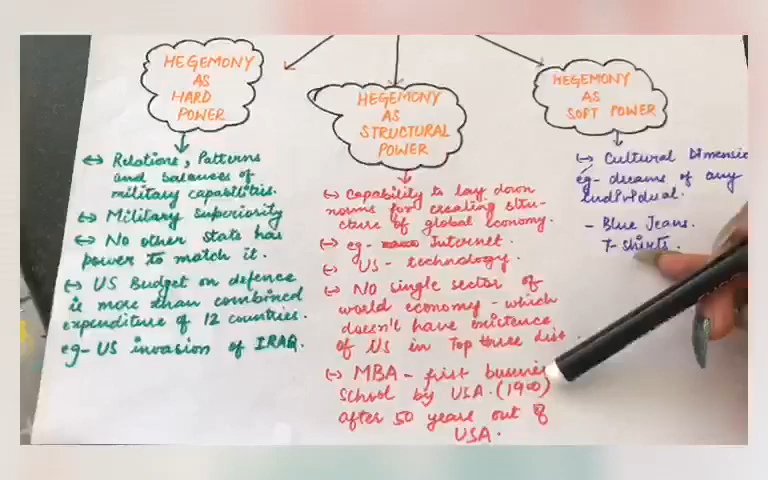 HEGEMONY
AS
HARD
POWER
↔ Relations, Patterns
and balances of
military capabilities.
↔ Military superiority
↔ No other state has
power to match it.
↔ US Budget on defence
is more than combined
expenditure of 12 countries.
eg- US invasion of IRAQ.
HEGEMONY
AS
STRUCTURAL
POWER
↔ Capability to lay down
norms for creating stru-
cture of global economy.
↔ eg- Internet.
↔ US - technology.
↔ No single sector of
world economy - which
doesn't have existence
of US in Top three list.
↔ MBA - first
school by USA. (1900)
after 50 years out of
USA.
HEGEMONY
AS
SOFT POWER
↔ Cultural
eg- dreams of any
individual.
- Blue Jeans.
T-shirts.